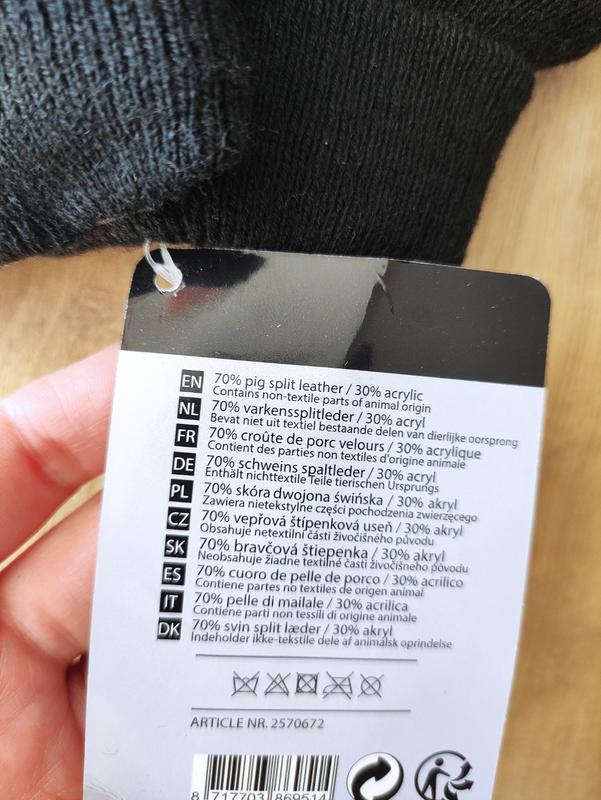 EN 70% pig split leather / 30% acrylic
Contains non-textile parts of animal origin
NL 70% varkenssplitleder / 30% acryl
Bevat niet uit textiel bestaande delen van dierlijke oorsprong
FR 70% croûte de porc velours / 30% acrylique
Contient des parties non textiles d'origine animale
DE 70% schweins spaltleder / 30% acryl
Enthält nichttextile Teile tierischen Ursprungs
PL 70% skóra dwojona świńska / 30% akryl
Zawiera nietekstylne części pochodzenia zwierzęcego
CZ 70% vepřová štípenková useň / 30% akryl
Obsahuje netextilní části živočišného původu
SK 70% bravčová štiepenka / 30% akryl
Neobsahuje žiadne textilné časti živočíšneho pôvodu
ES 70% cuoro de pelle de porco / 30% acrilico
Contiene partes no textiles de origen animal
IT 70% pelle di mailale / 30% acrilica
Contiene parti non tessili di origine animale
DK 70% svin split læder / 30% akryl
Indeholder ikke-tekstile dele af animalsk oprindelse
ARTICLE NR. 2570672
8 717703 869514